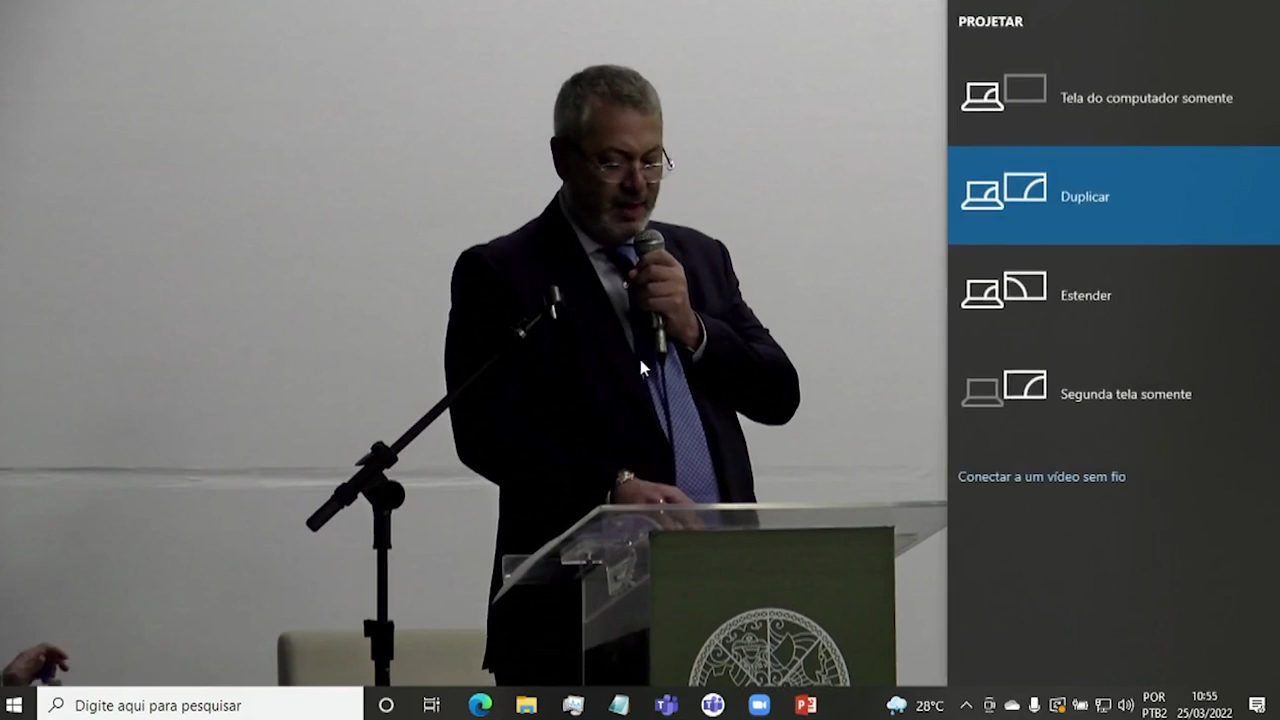 PROJETAR
Tela do computador somente
Duplicar
Estender
Segunda tela somente
Conectar a um vídeo sem fio
Digite aqui para pesquisar
28°C
POR
PTB2
10:55
25/03/2022